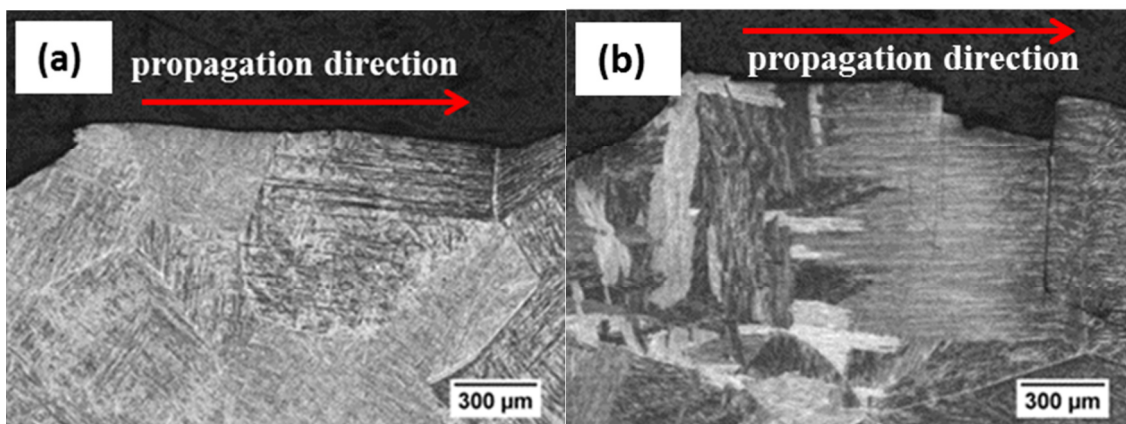 (a)
propagation direction
300 µm
(b)
propagation direction
300 µm